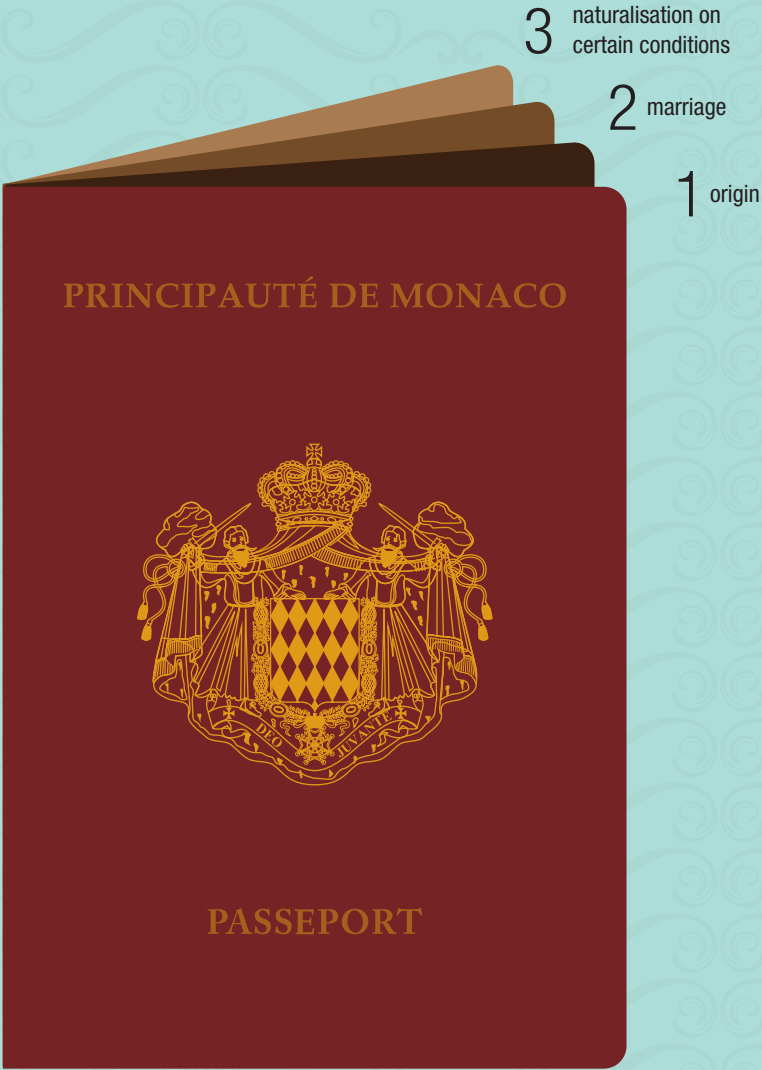 3 naturalisation on
certain conditions
2 marriage
1 origin
PRINCIPAUTÉ DE MONACO
DEO JUVANTE
PASSEPORT